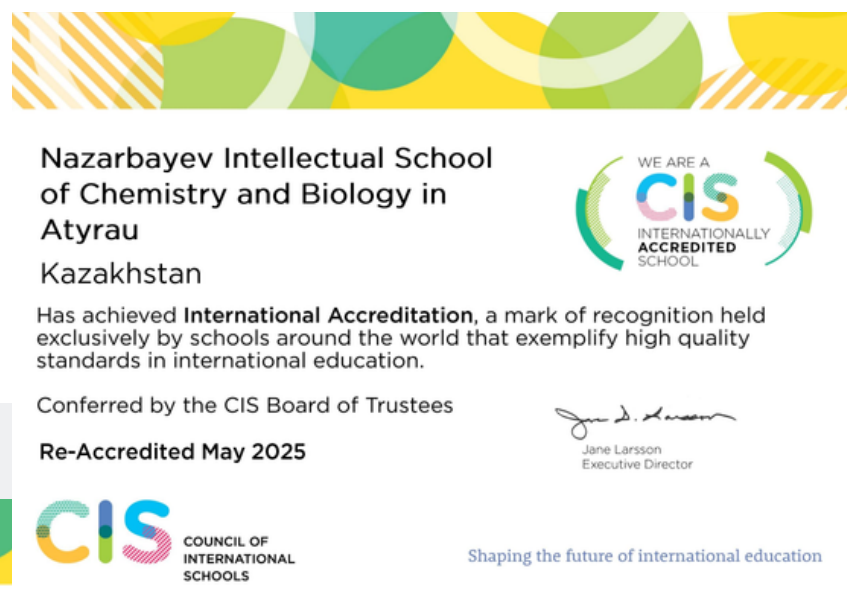 Nazarbayev Intellectual School
of Chemistry and Biology in
Atyrau
Kazakhstan
WE ARE A
CIS
INTERNATIONALLY
ACCREDITED
SCHOOL
Has achieved International Accreditation, a mark of recognition held
exclusively by schools around the world that exemplify high quality
standards in international education.
Conferred by the CIS Board of Trustees
Re-Accredited May 2025
Jane Larsson
Executive Director
CIS
COUNCIL OF
INTERNATIONAL
SCHOOLS
Shaping the future of international education